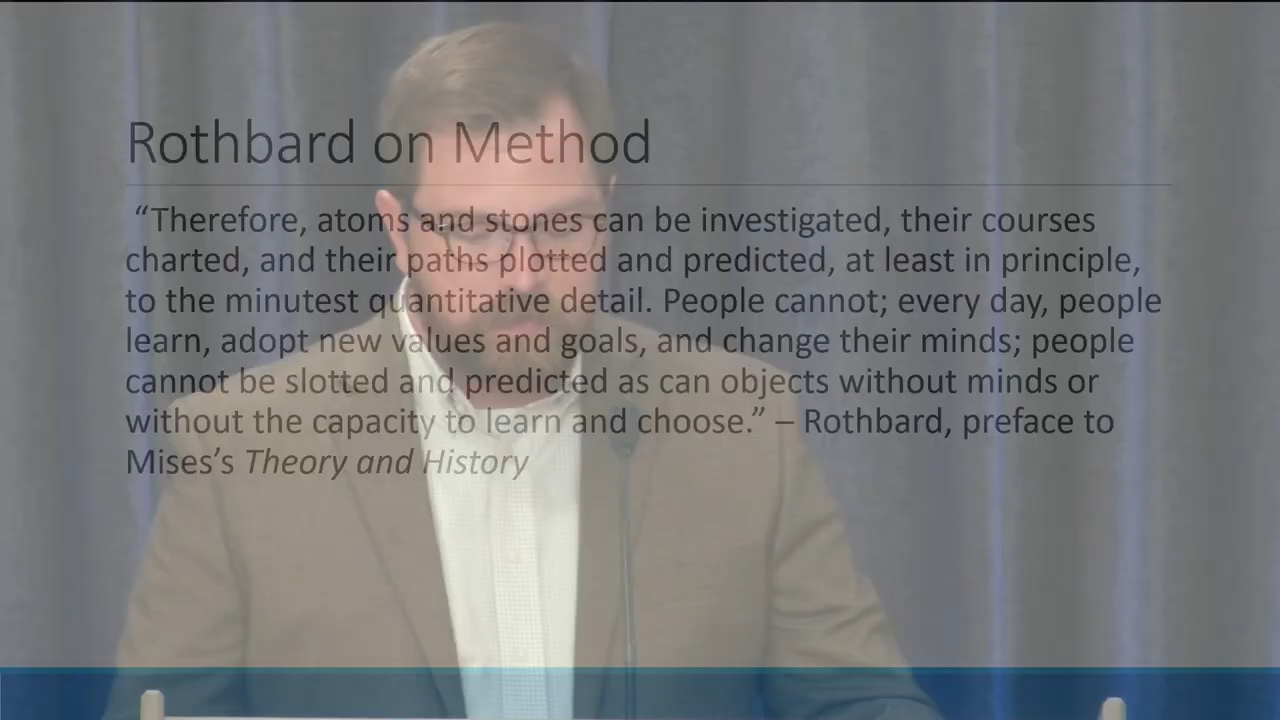 Rothbard on Method
“Therefore, atoms and stones can be investigated, their courses
charted, and their paths plotted and predicted, at least in principle,
to the minutest quantitative detail. People cannot; every day, people
learn, adopt new values and goals, and change their minds; people
cannot be slotted and predicted as can objects without minds or
without the capacity to learn and choose.” – Rothbard, preface to
Mises’s Theory and History